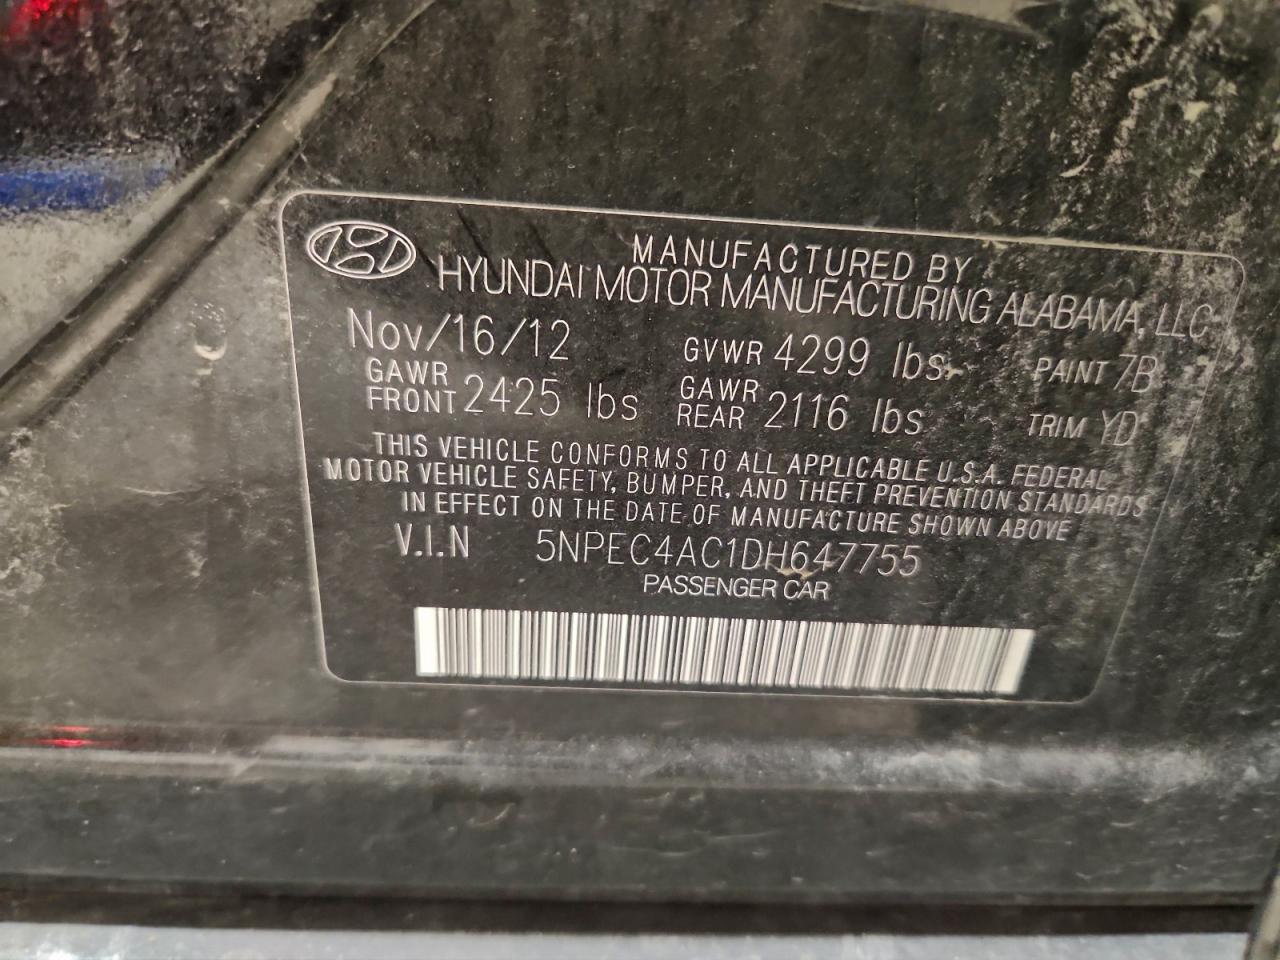 MANUFACTURED BY
HYUNDAI MOTOR MANUFACTURING ALABAMA, LLC
Nov/16/12 GVWR 4299 lbs PAINT 7B
GAWR FRONT 2425 lbs GAWR REAR 2116 lbs TRIM YD
THIS VEHICLE CONFORMS TO ALL APPLICABLE U.S.A. FEDERAL
MOTOR VEHICLE SAFETY, BUMPER, AND THEFT PREVENTION STANDARDS
IN EFFECT ON THE DATE OF MANUFACTURE SHOWN ABOVE
V.I.N 5NPEC4AC1DH647755
PASSENGER CAR